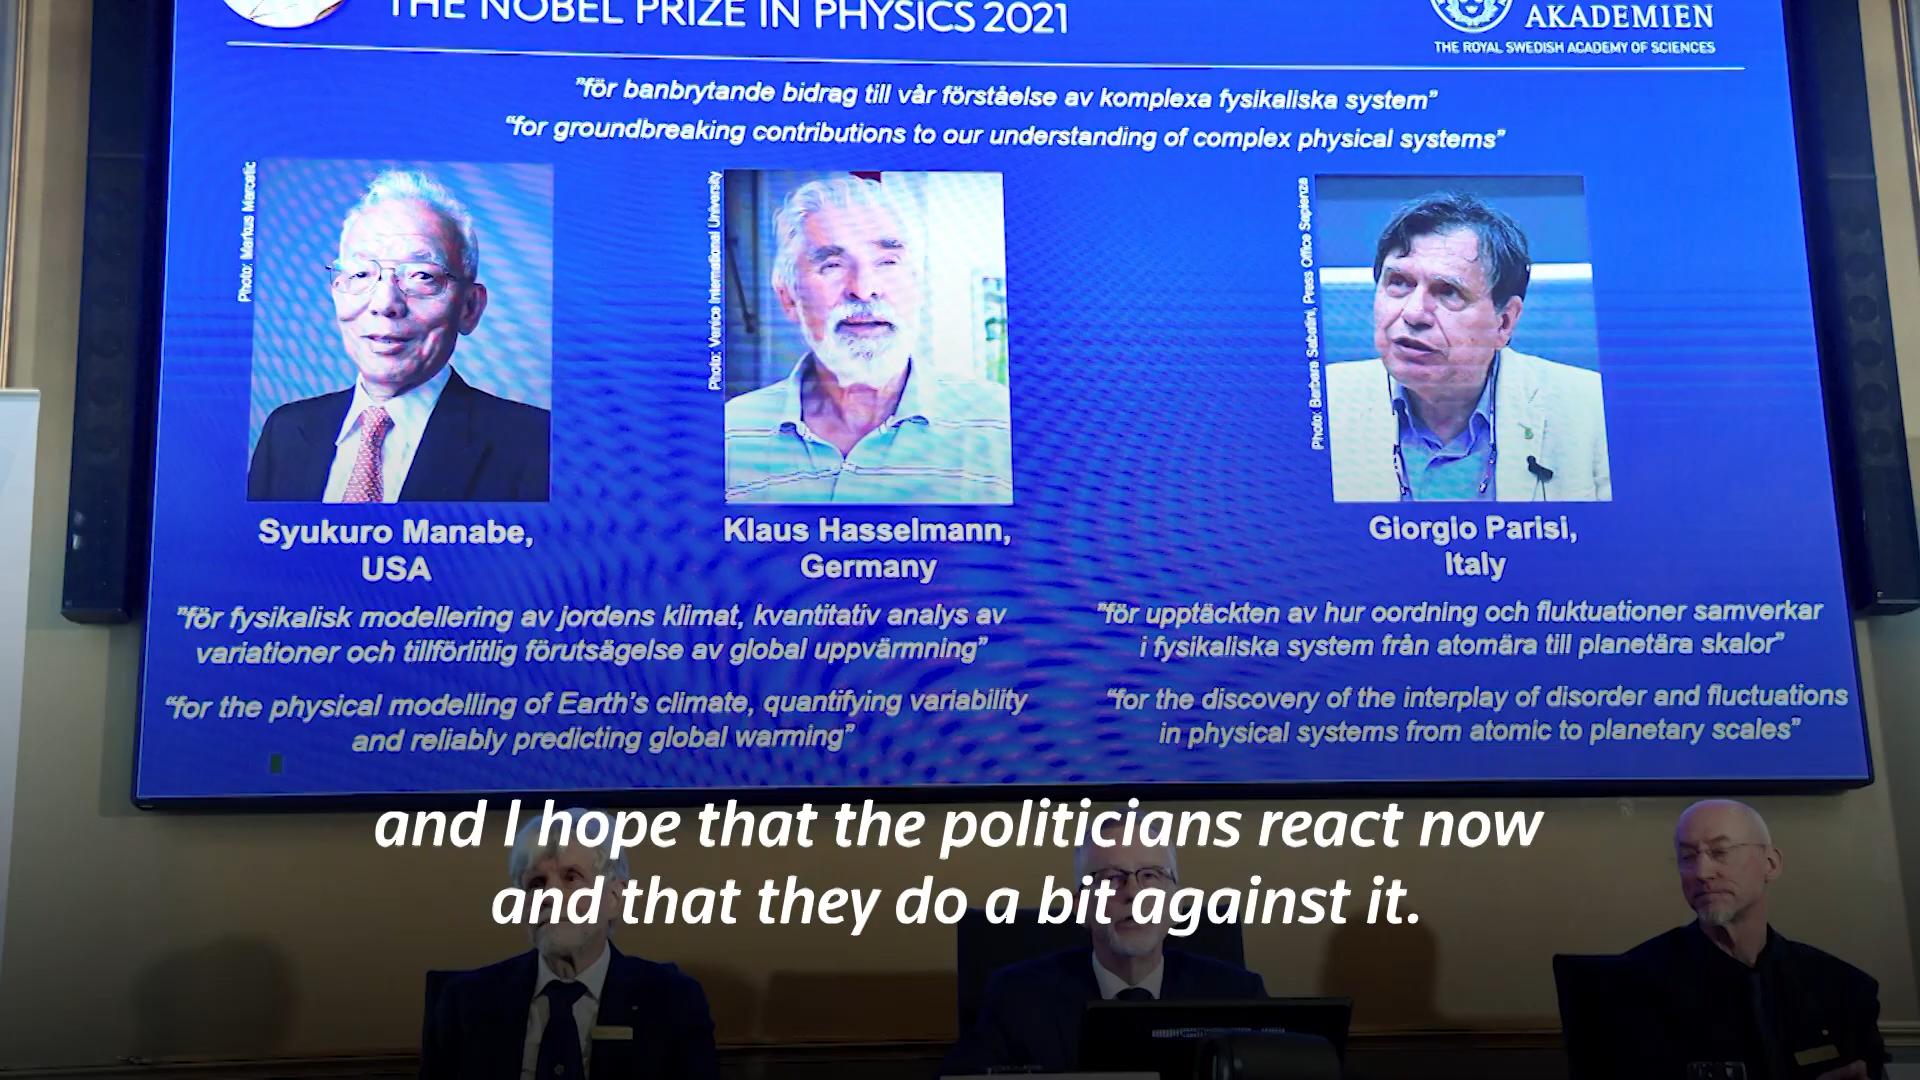 THE NOBEL PRIZE IN PHYSICS 2021
AKADEMIEN
THE ROYAL SWEDISH ACADEMY OF SCIENCES
”för banbrytande bidrag till vår förståelse av komplexa fysikaliska system”
“for groundbreaking contributions to our understanding of complex physical systems”
Photo: Markus Marcetic
Photo: Venice International University
Photo: Barbara Sabatini, Press Office Sapienza
Syukuro Manabe,
USA
Klaus Hasselmann,
Germany
Giorgio Parisi,
Italy
”för fysikalisk modellering av jordens klimat, kvantitativ analys av
variationer och tillförlitlig förutsägelse av global uppvärmning”
“for the physical modelling of Earth’s climate, quantifying variability
and reliably predicting global warming”
”för upptäckten av hur oordning och fluktuationer samverkar
i fysikaliska system från atomära till planetära skalor”
“for the discovery of the interplay of disorder and fluctuations
in physical systems from atomic to planetary scales”
and I hope that the politicians react now
and that they do a bit against it.